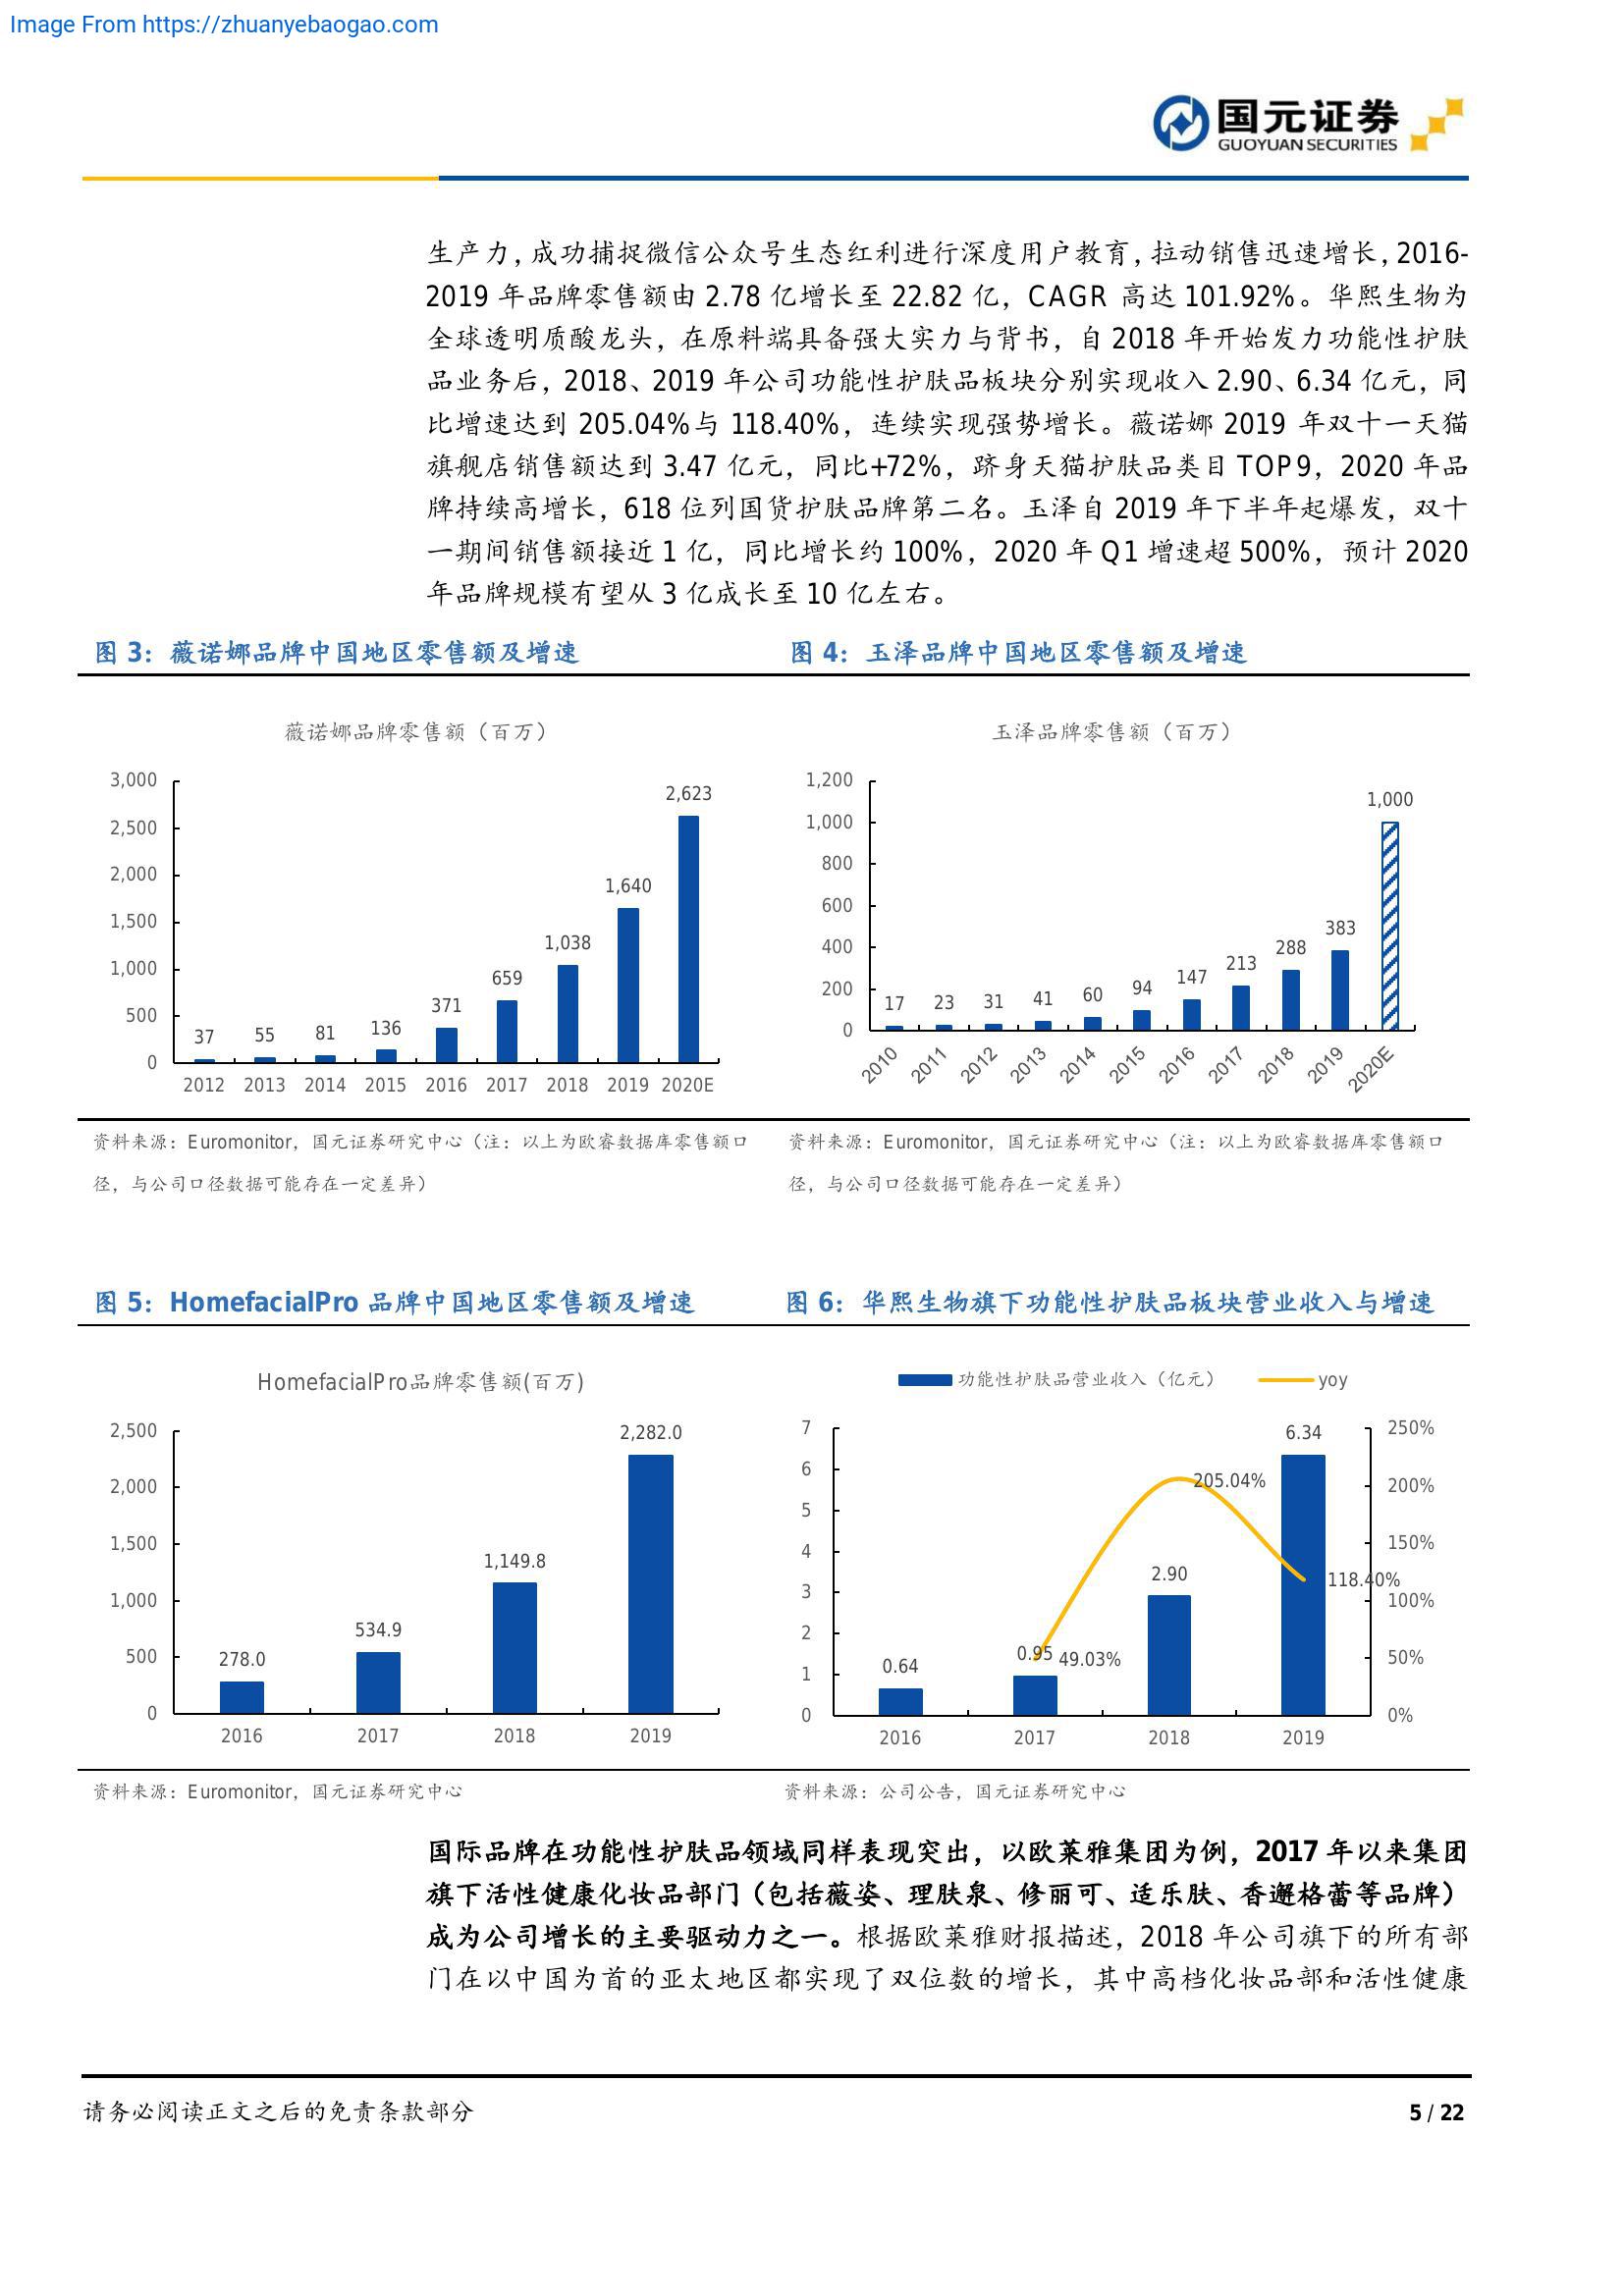 Image From https://zhuanyebaogao.com
国元证券
GUOYUAN SECURITIES
生产力，成功捕捉微信公众号生态红利进行深度用户教育，拉动销售迅速增长，2016-
2019 年品牌零售额由 2.78 亿增长至 22.82 亿，CAGR 高达 101.92%。华熙生物为
全球透明质酸龙头，在原料端具备强大实力与背书，自 2018 年开始发力功能性护肤
品业务后，2018、2019 年公司功能性护肤品板块分别实现收入 2.90、6.34 亿元，同
比增速达到 205.04%与 118.40%，连续实现强势增长。薇诺娜 2019 年双十一天猫
旗舰店销售额达到 3.47 亿元，同比+72%，跻身天猫护肤品类目 TOP9，2020 年品
牌持续高增长，618 位列国货护肤品牌第二名。玉泽自 2019 年下半年起爆发，双十
一期间销售额接近 1 亿，同比增长约 100%，2020 年 Q1 增速超 500%，预计 2020
年品牌规模有望从 3 亿成长至 10 亿左右。
图 3：薇诺娜品牌中国地区零售额及增速
薇诺娜品牌零售额（百万）
3,000
2,500
2,000
1,500
1,000
500
0
37
55
81
136
371
659
1,038
1,640
2,623
2012 2013 2014 2015 2016 2017 2018 2019 2020E
资料来源：Euromonitor，国元证券研究中心（注：以上为欧睿数据库零售额口
径，与公司口径数据可能存在一定差异）
图 4：玉泽品牌中国地区零售额及增速
玉泽品牌零售额（百万）
1,200
1,000
800
600
400
200
0
17
23
31
41
60
94
147
213
288
383
1,000
2010 2011 2012 2013 2014 2015 2016 2017 2018 2019 2020E
资料来源：Euromonitor，国元证券研究中心（注：以上为欧睿数据库零售额口
径，与公司口径数据可能存在一定差异）
图 5：HomefacialPro 品牌中国地区零售额及增速
HomefacialPro品牌零售额(百万)
2,500
2,000
1,500
1,000
500
0
278.0
534.9
1,149.8
2,282.0
2016 2017 2018 2019
资料来源：Euromonitor，国元证券研究中心
图 6：华熙生物旗下功能性护肤品板块营业收入与增速
功能性护肤品营业收入（亿元） yoy
7
6
5
4
3
2
1
0
0.64
0.95
2.90
6.34
49.03%
205.04%
118.40%
250%
200%
150%
100%
50%
0%
2016 2017 2018 2019
资料来源：公司公告，国元证券研究中心
国际品牌在功能性护肤品领域同样表现突出，以欧莱雅集团为例，2017 年以来集团
旗下活性健康化妆品部门（包括薇姿、理肤泉、修丽可、适乐肤、香邂格蕾等品牌）
成为公司增长的主要驱动力之一。根据欧莱雅财报描述，2018 年公司旗下的所有部
门在以中国为首的亚太地区都实现了双位数的增长，其中高档化妆品部和活性健康
请务必阅读正文之后的免责条款部分
5 / 22